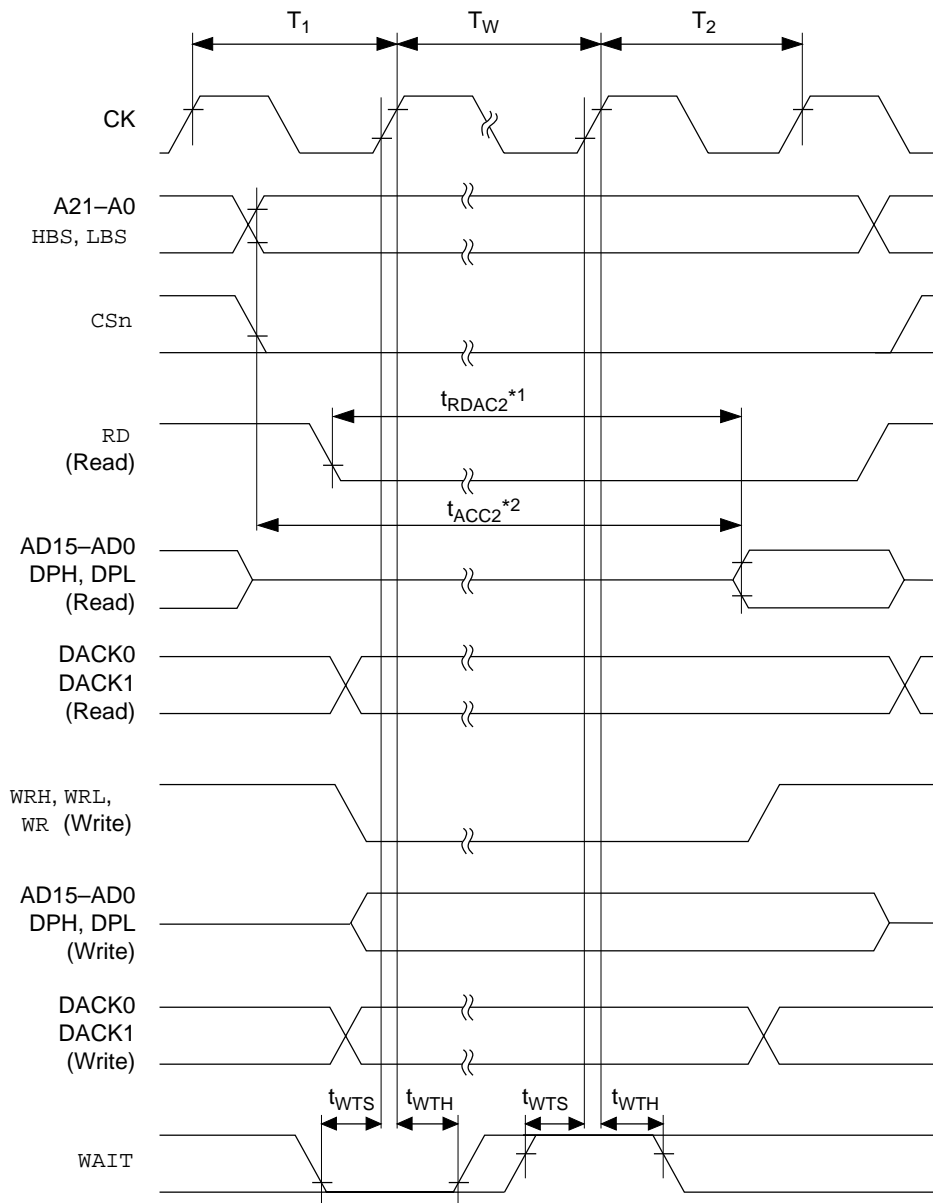 T1 TW T2
CK
A21–A0
HBS, LBS
CSn
tRDAC2*1
RD
(Read)
tACC2*2
AD15–AD0
DPH, DPL
(Read)
DACK0
DACK1
(Read)
WRH, WRL,
WR (Write)
AD15–AD0
DPH, DPL
(Write)
DACK0
DACK1
(Write)
tWTS tWTH tWTS tWTH
WAIT